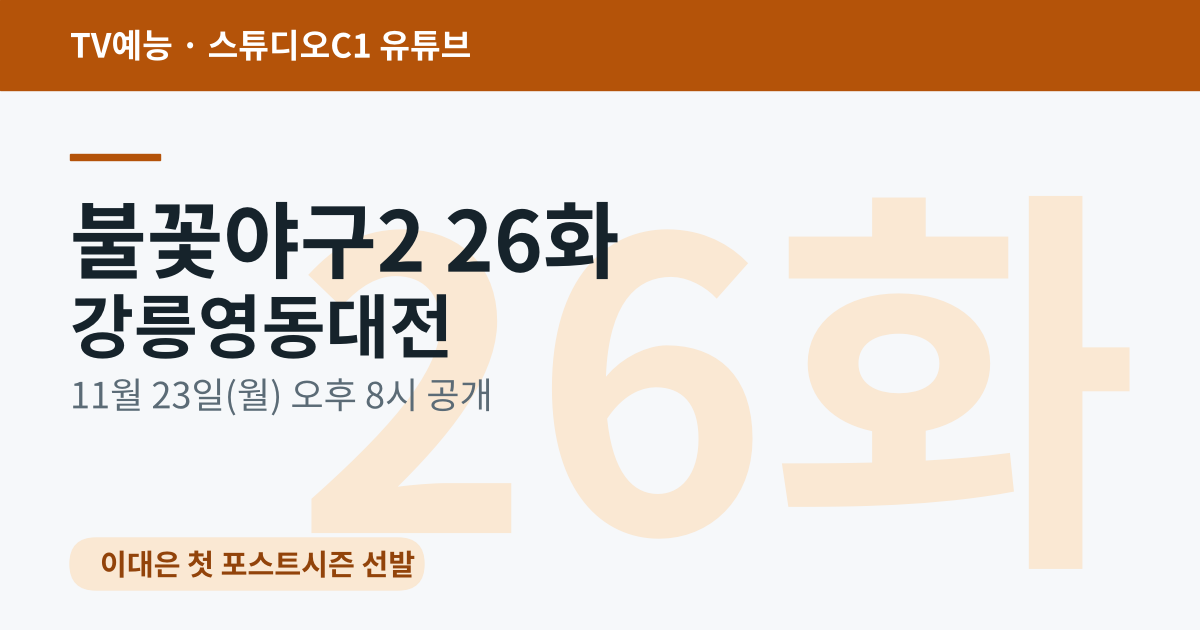 TV예능 · 스튜디오C1 유튜브
불꽃야구2 26화
강릉영동대전
11월 23일(월) 오후 8시 공개
26화
이대은 첫 포스트시즌 선발